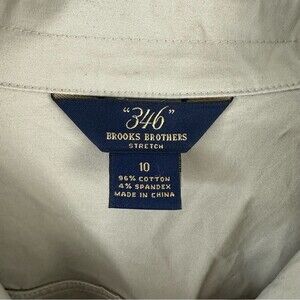 "346"
BROOKS BROTHERS
STRETCH
10
96% COTTON
4% SPANDEX
MADE IN CHINA